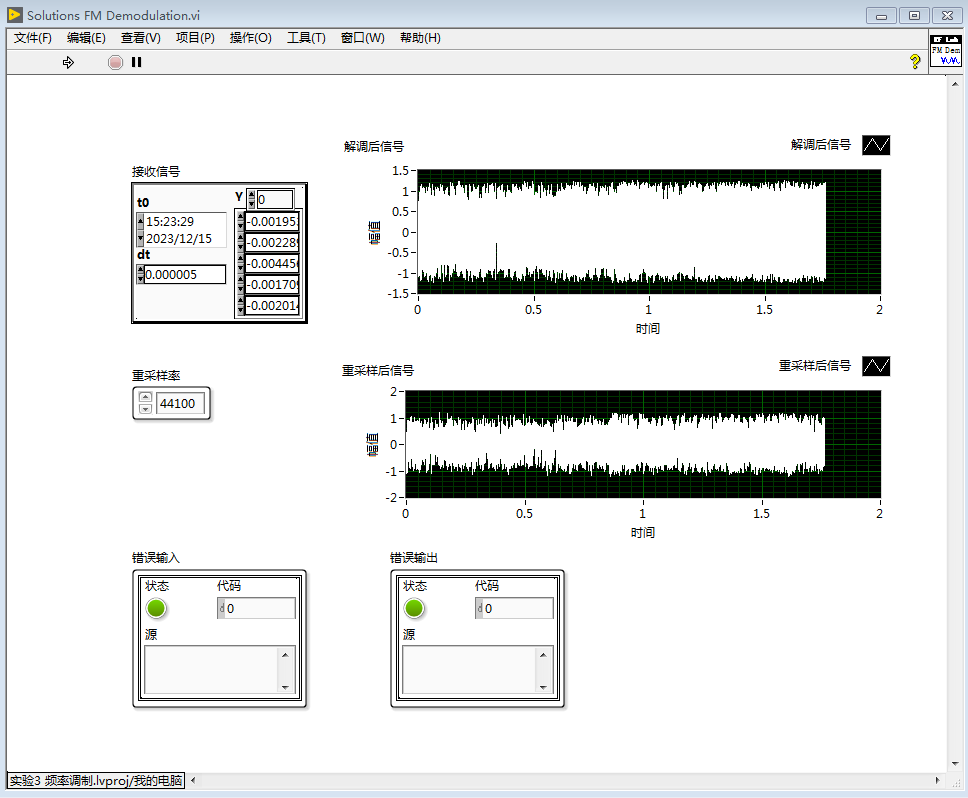 Solutions FM Demodulation.vi
文件(F) 编辑(E) 查看(V) 项目(P) 操作(O) 工具(T) 窗口(W) 帮助(H)
FM Dem
解调后信号
解调后信号
接收信号
t0
15:23:29
2023/12/15
dt
0.000005
Y
0
-0.00195
-0.00228
-0.00445
-0.00170
-0.00201
幅值
1.5
1
0.5
0
-0.5
-1
-1.5
0 0.5 1 1.5 2
时间
重采样率
44100
重采样后信号
重采样后信号
幅值
2
1
0
-1
-2
0 0.5 1 1.5 2
时间
错误输入
状态 代码
d 0
源
错误输出
状态 代码
d 0
源
实验3 频率调制.lvproj/我的电脑